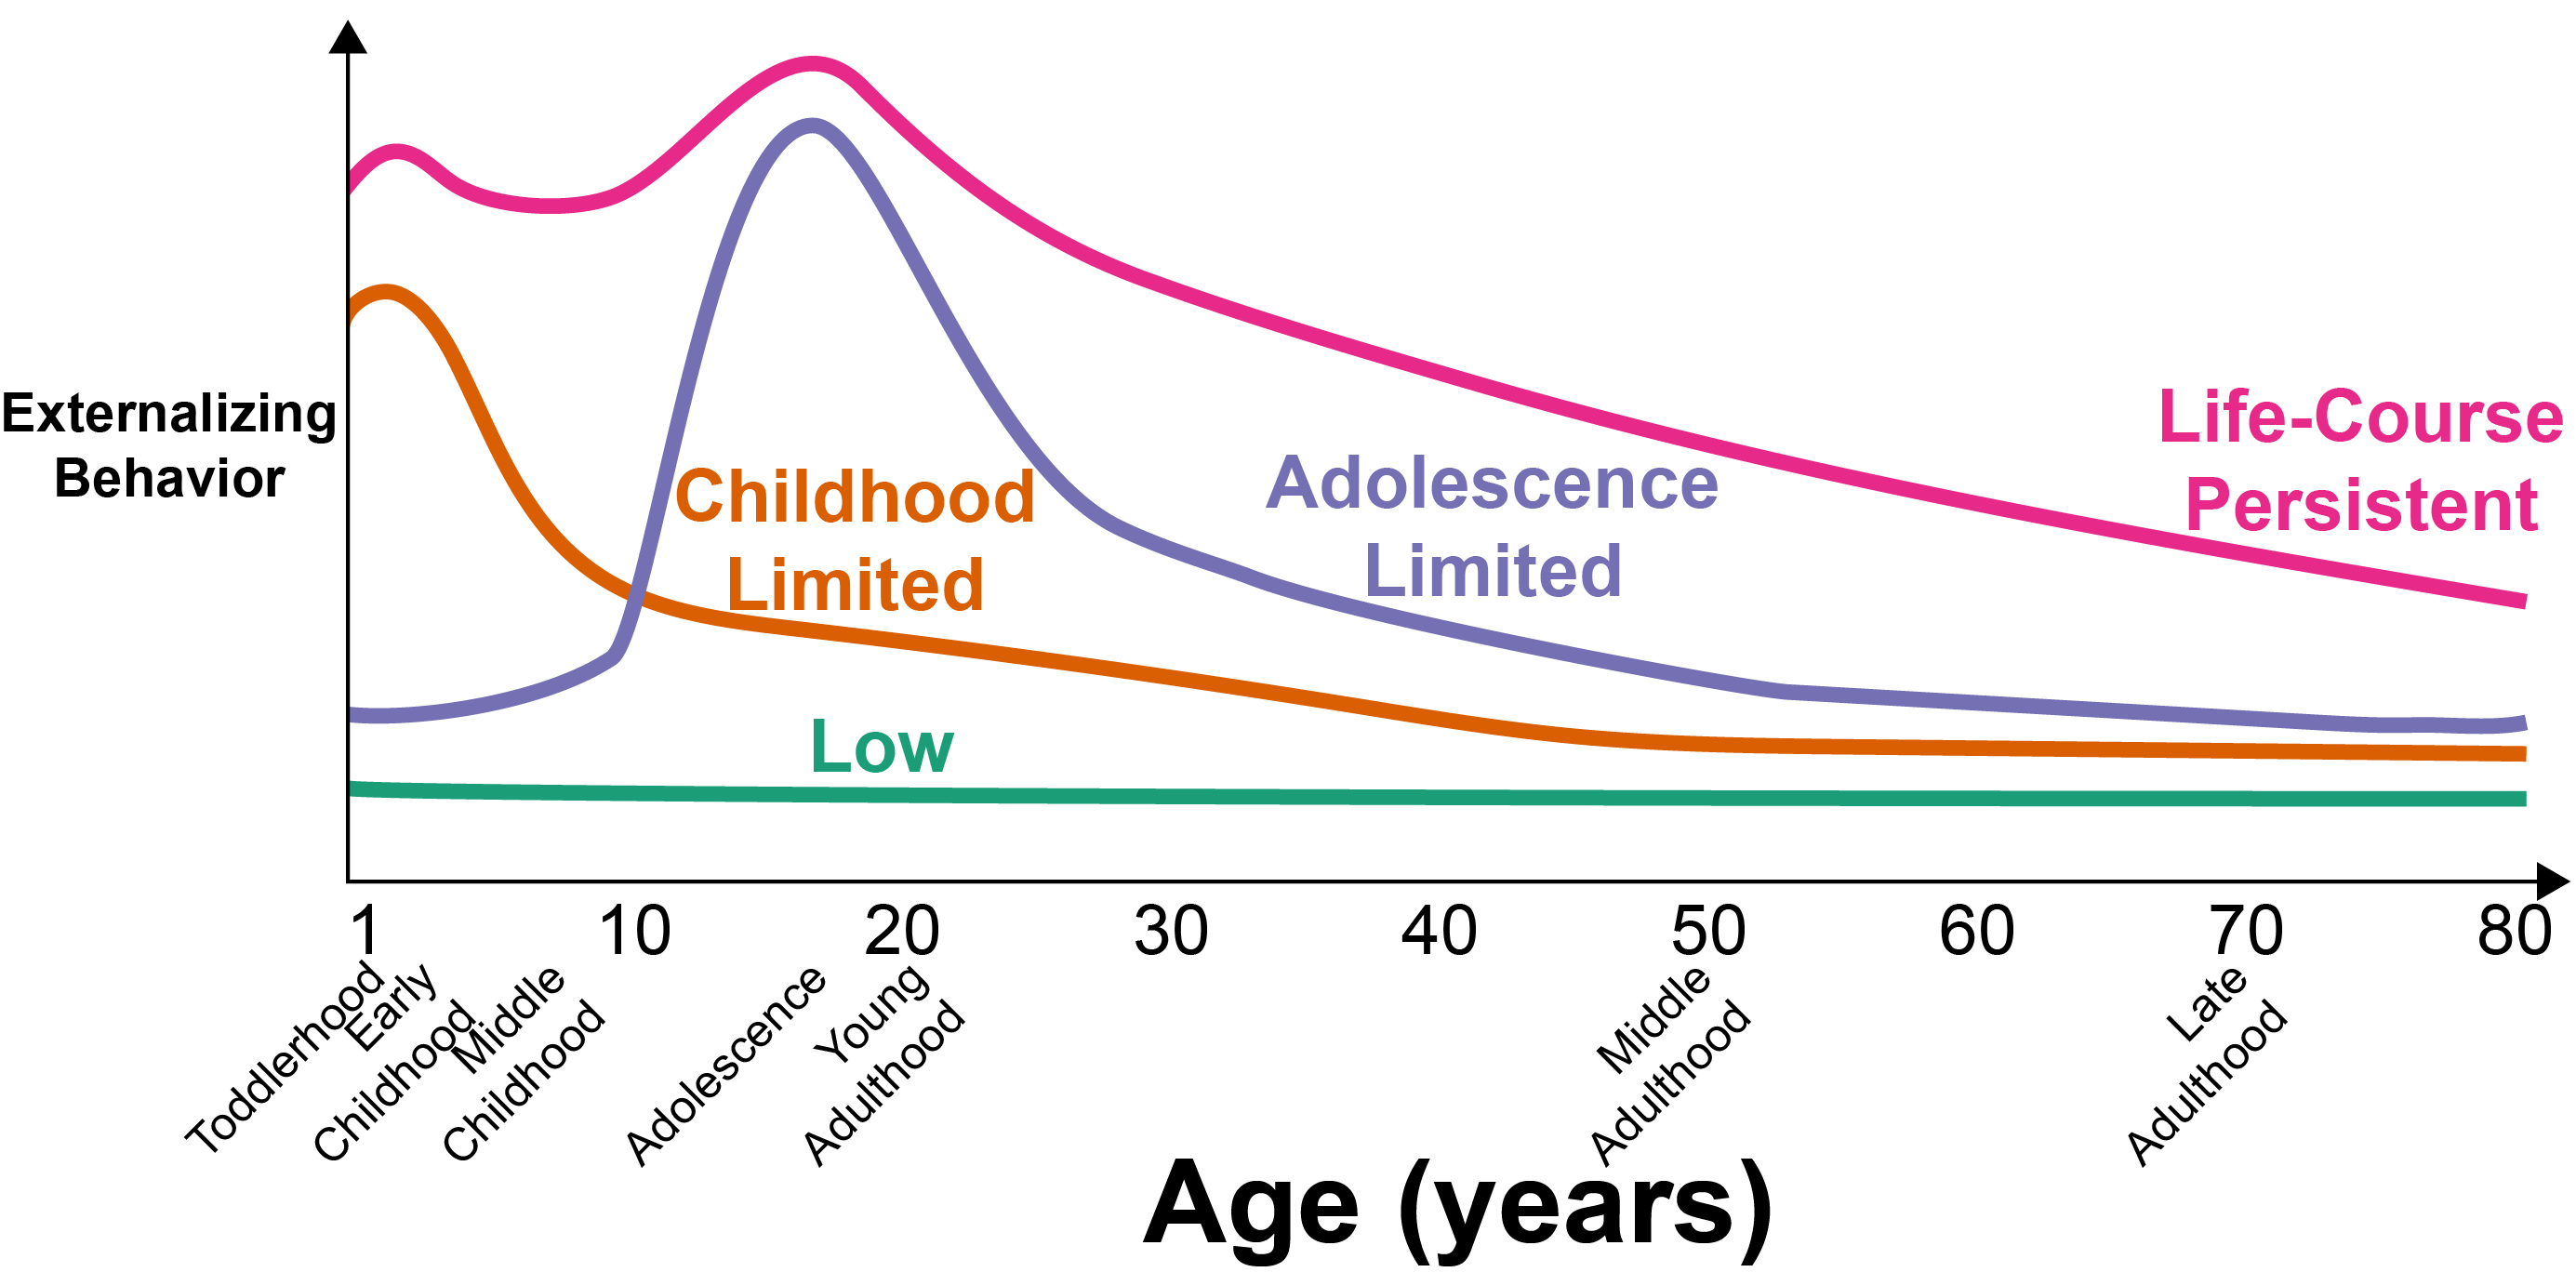 Externalizing
Behavior
Childhood
Limited
Adolescence
Limited
Life-Course
Persistent
Low
1 10 20 30 40 50 60 70 80
Toddlerhood
Early
Childhood
Middle
Childhood
Adolescence
Young
Adulthood
Middle
Adulthood
Late
Adulthood
Age (years)